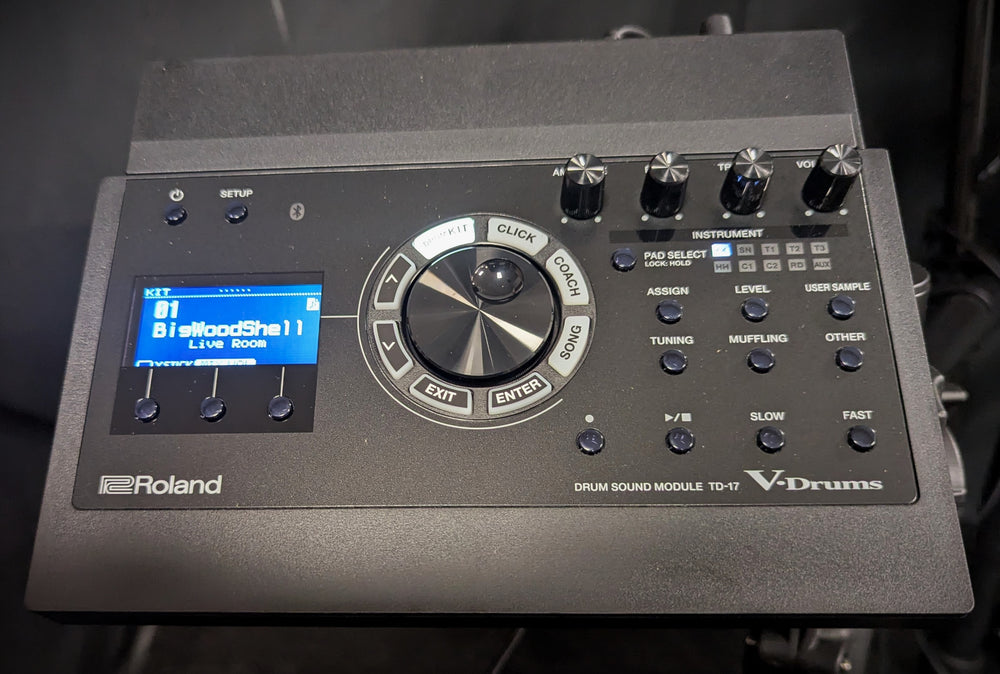 SETUP
KIT
01
BigWoodShell
Live Room
DRUM KIT
CLICK
COACH
SONG
ENTER
EXIT
INSTRUMENT
PAD SELECT
LOCK: HOLD
SN T1 T2 T3
HH C1 C2 RD AUX
ASSIGN LEVEL USER SAMPLE
TUNING MUFFLING OTHER
SLOW FAST
Roland
DRUM SOUND MODULE TD-17 V-Drums